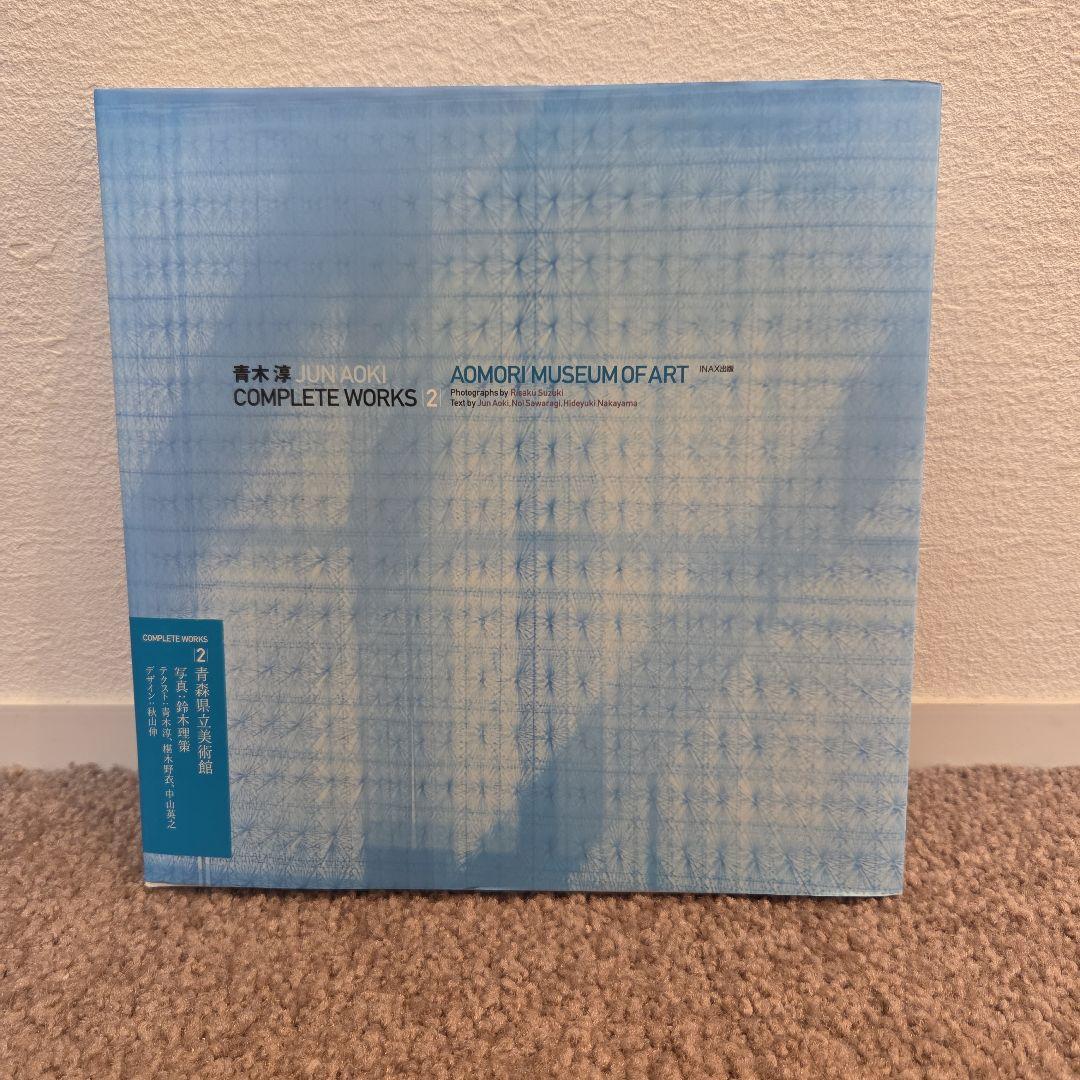 青木 淳 JUN AOKI
COMPLETE WORKS |2|
AOMORI MUSEUM OF ART INAX出版
Photographs by Risaku Suzuki
Text by Jun Aoki, Noi Sawaragi, Hideyuki Nakayama
COMPLETE WORKS
|2|
青森県立美術館
写真:鈴木理策
テクスト:青木淳、椹木野衣、中山英之
デザイン:秋山伸